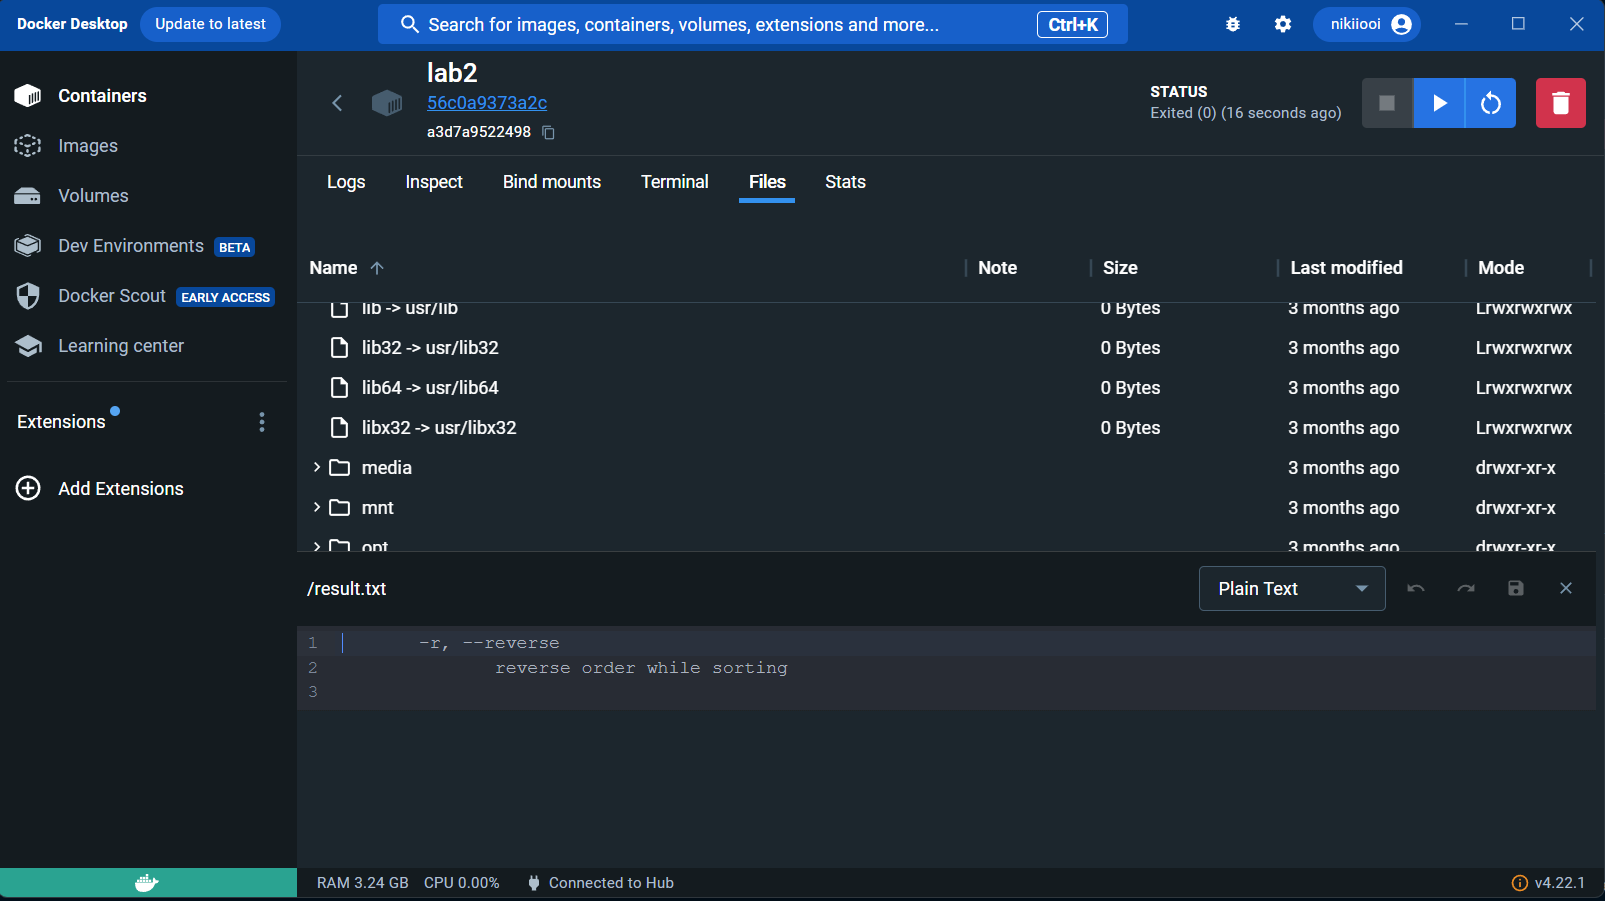 Docker Desktop Update to latest Search for images, containers, volumes, extensions and more... Ctrl+K nikiiooi
Containers
Images
Volumes
Dev Environments BETA
Docker Scout EARLY ACCESS
Learning center
Extensions
Add Extensions
lab2
56c0a9373a2c
a3d7a9522498
STATUS
Exited (0) (16 seconds ago)
Logs Inspect Bind mounts Terminal Files Stats
Name Note Size Last modified Mode
lib -> usr/lib 0 Bytes 3 months ago Lrwxrwxrwx
lib32 -> usr/lib32 0 Bytes 3 months ago Lrwxrwxrwx
lib64 -> usr/lib64 0 Bytes 3 months ago Lrwxrwxrwx
libx32 -> usr/libx32 0 Bytes 3 months ago Lrwxrwxrwx
media 3 months ago drwxr-xr-x
mnt 3 months ago drwxr-xr-x
opt 3 months ago drwxr-xr-x
/result.txt Plain Text
1 -r, --reverse
2 reverse order while sorting
3
RAM 3.24 GB CPU 0.00% Connected to Hub v4.22.1